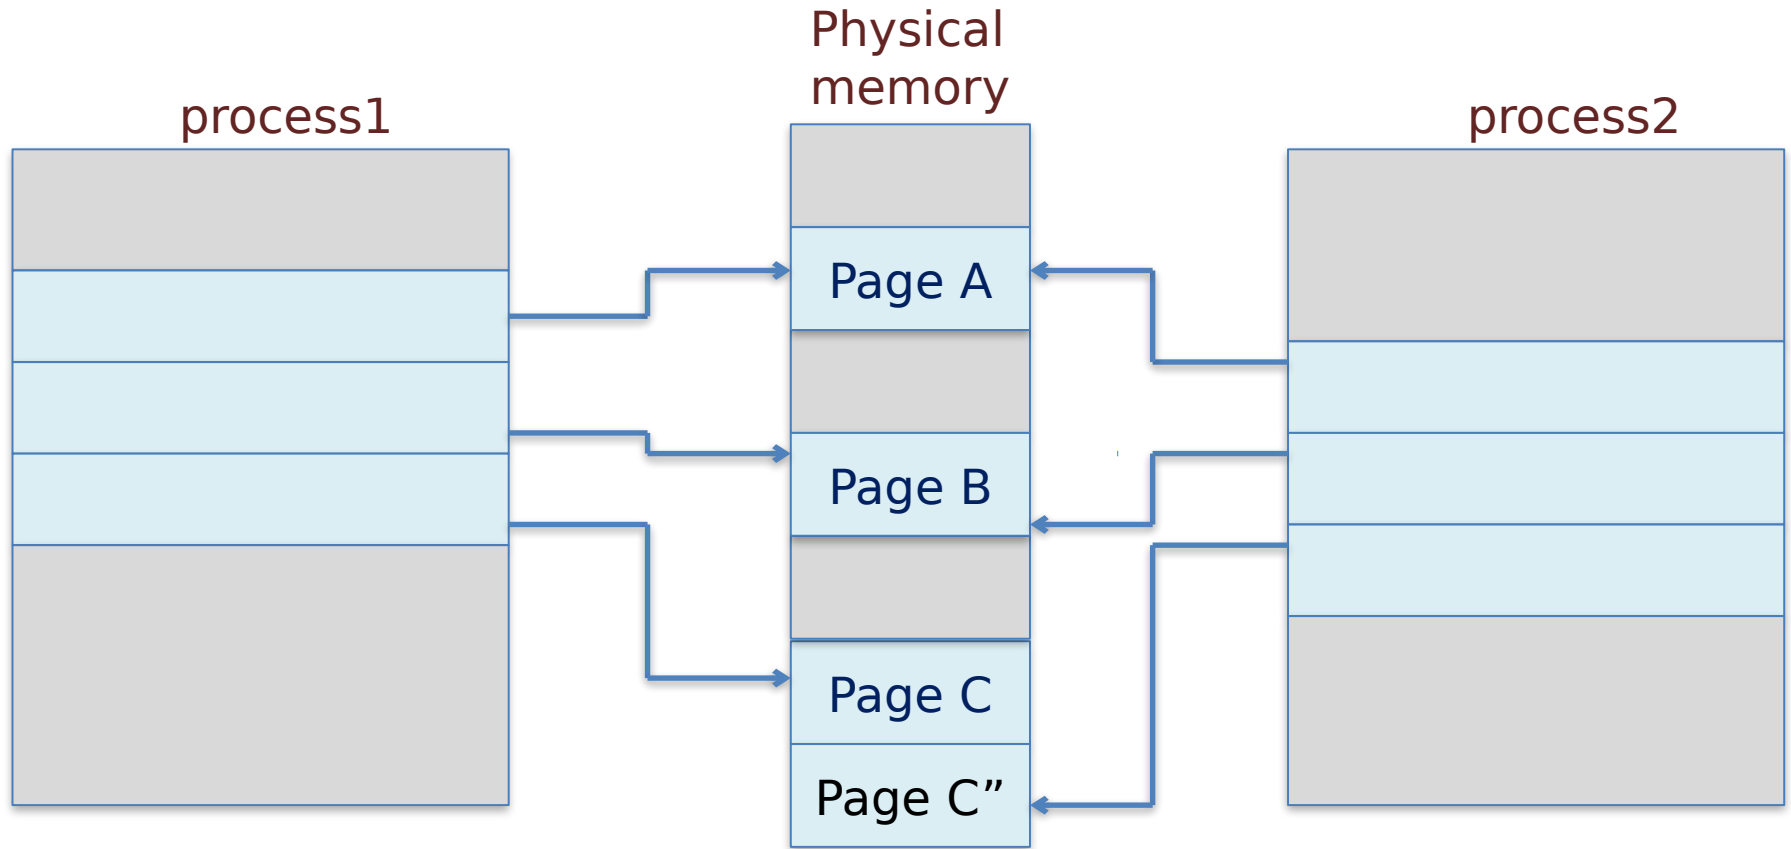 Physical
memory
process1
process2
Page A
Page B
Page C
Page C”